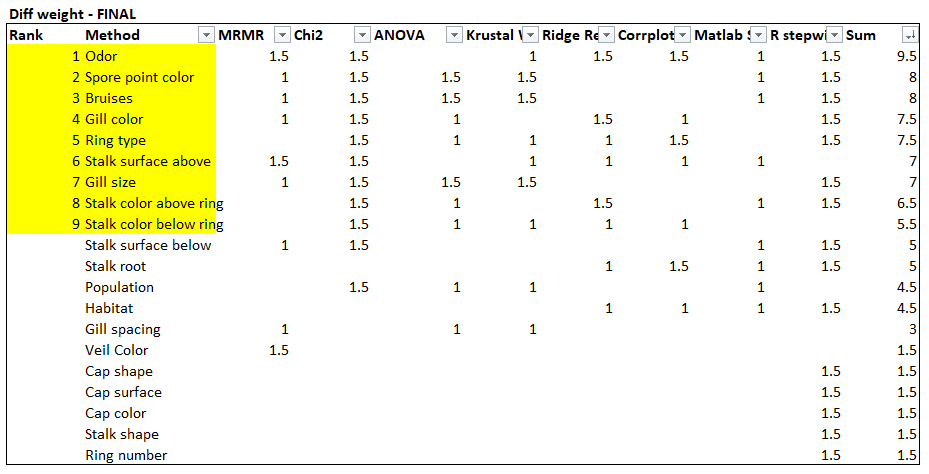 Diff weight - FINAL
Rank Method MRMR Chi2 ANOVA Krustal W Ridge Re Corrplot Matlab S R stepwi Sum
1 Odor 1.5 1.5 1 1.5 1.5 1 1.5 9.5
2 Spore point color 1 1.5 1.5 1.5 1 1.5 8
3 Bruises 1 1.5 1.5 1.5 1 1.5 8
4 Gill color 1 1.5 1 1.5 1 1.5 7.5
5 Ring type 1.5 1 1 1 1.5 1.5 7.5
6 Stalk surface above 1.5 1.5 1 1 1 1 7
7 Gill size 1 1.5 1.5 1.5 1.5 7
8 Stalk color above ring 1.5 1 1.5 1 1.5 6.5
9 Stalk color below ring 1.5 1 1 1 1 5.5
Stalk surface below 1 1.5 1 1.5 5
Stalk root 1 1.5 1 1.5 5
Population 1.5 1 1 1 4.5
Habitat 1 1 1 1.5 4.5
Gill spacing 1 1 1 3
Veil Color 1.5 1.5
Cap shape 1.5 1.5
Cap surface 1.5 1.5
Cap color 1.5 1.5
Stalk shape 1.5 1.5
Ring number 1.5 1.5